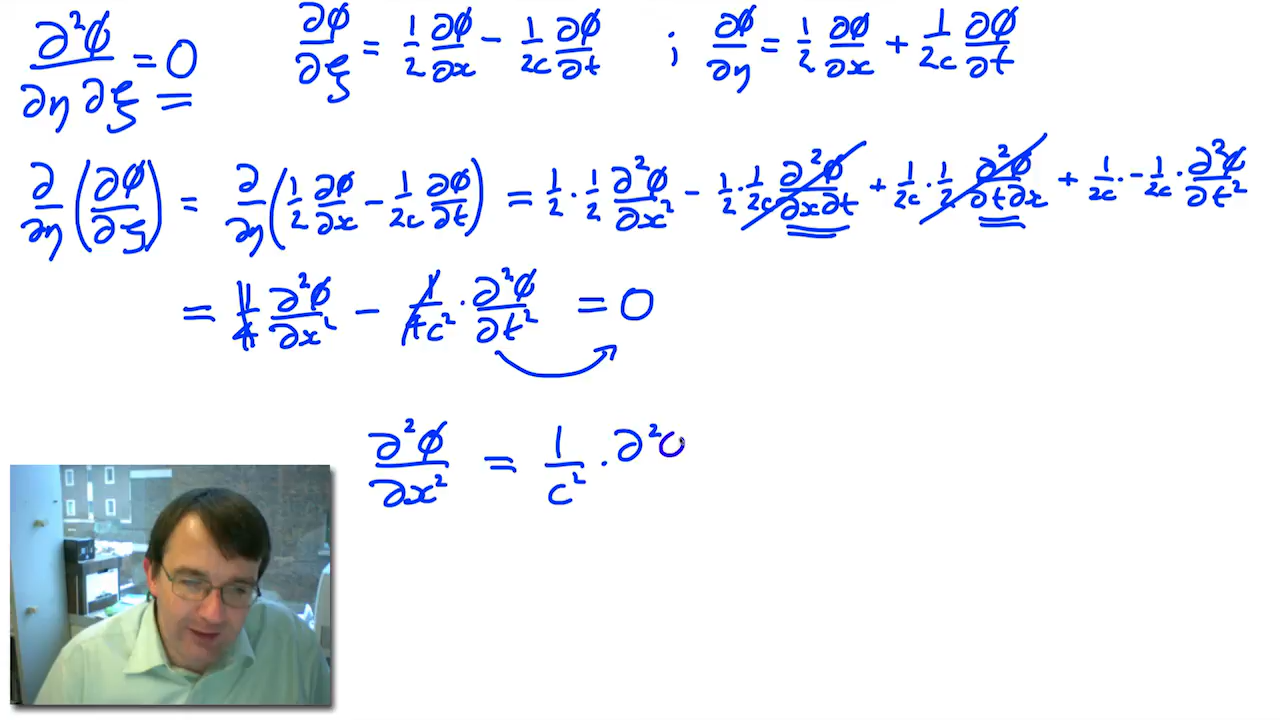 ∂²φ/∂η∂ξ = 0    ∂φ/∂ξ = 1/2 ∂φ/∂x − 1/2c ∂φ/∂t    ; ∂φ/∂η = 1/2 ∂φ/∂x + 1/2c ∂φ/∂t
∂/∂η (∂φ/∂ξ) = ∂/∂η (1/2 ∂φ/∂x − 1/2c ∂φ/∂t) = 1/2 · 1/2 ∂²φ/∂x² − 1/2 · 1/2c ∂²φ/∂x∂t + 1/2c · 1/2 ∂²φ/∂t∂x + 1/2c · −1/2c · ∂²φ/∂t²
= 1/4 ∂²φ/∂x² − 1/4c² · ∂²φ/∂t² = 0
∂²φ/∂x² = 1/c² · ∂²